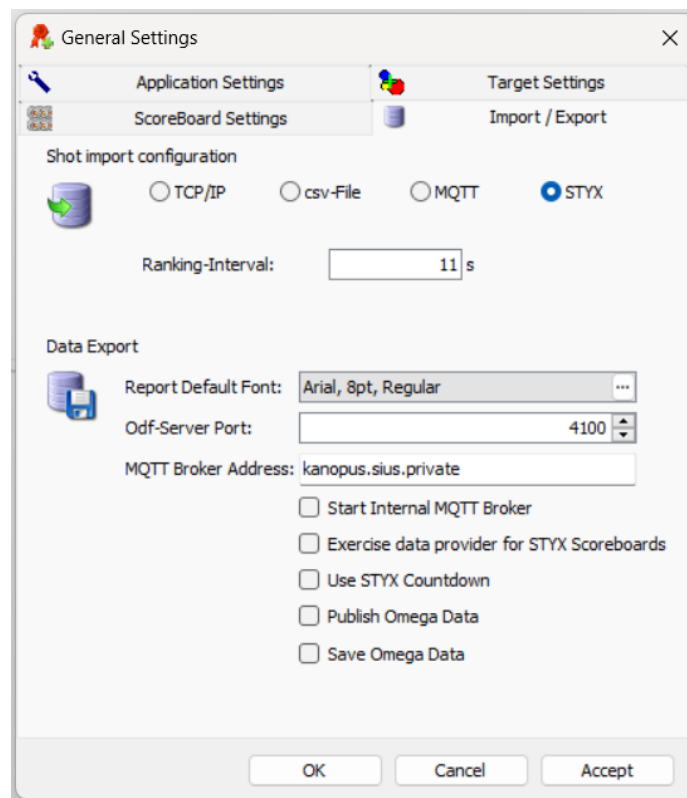 General Settings
Application Settings
Target Settings
ScoreBoard Settings
Import / Export
Shot import configuration
TCP/IP csv-File MQTT STYX
Ranking-Interval: 11 s
Data Export
Report Default Font: Arial, 8pt, Regular ...
Odf-Server Port: 4100
MQTT Broker Address: kanopus.sius.private
Start Internal MQTT Broker
Exercise data provider for STYX Scoreboards
Use STYX Countdown
Publish Omega Data
Save Omega Data
OK Cancel Accept